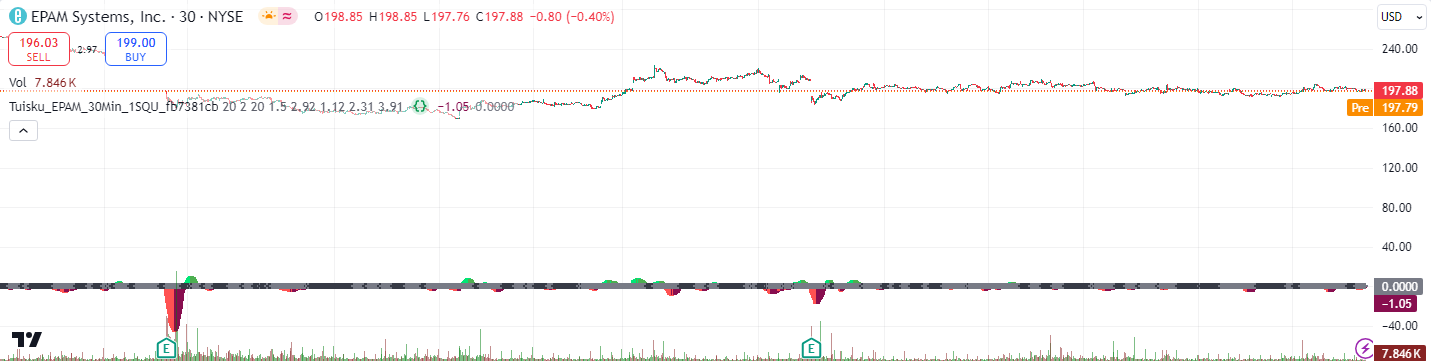 EPAM Systems, Inc. · 30 · NYSE O198.85 H198.85 L197.76 C197.88 −0.80 (−0.40%)
USD
196.03
SELL
2.97
199.00
BUY
240.00
Vol 7.846 K
197.88
Tuisku_EPAM_30Min_1SQU_fb7381cb 20 2 20 1.5 2.92 1.12 2.31 3.91 −1.05 0.0000
Pre 197.79
160.00
120.00
80.00
40.00
0.0000
−1.05
−40.00
E
E
7.846 K